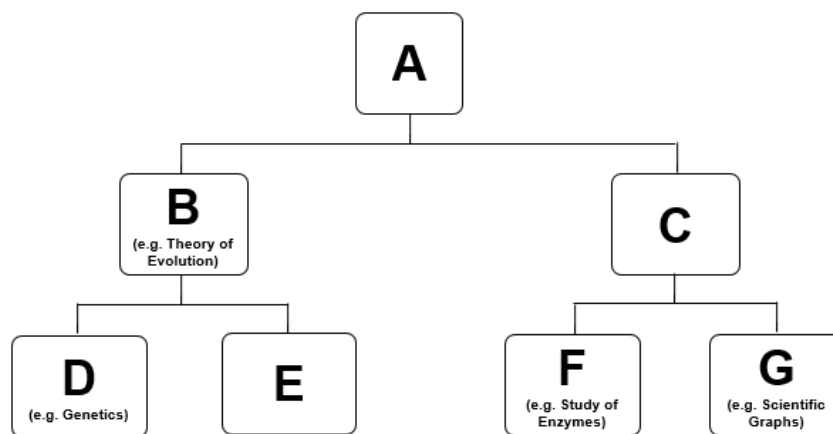 A
B
(e.g. Theory of
Evolution)
C
D
(e.g. Genetics)
E
F
(e.g. Study of
Enzymes)
G
(e.g. Scientific
Graphs)